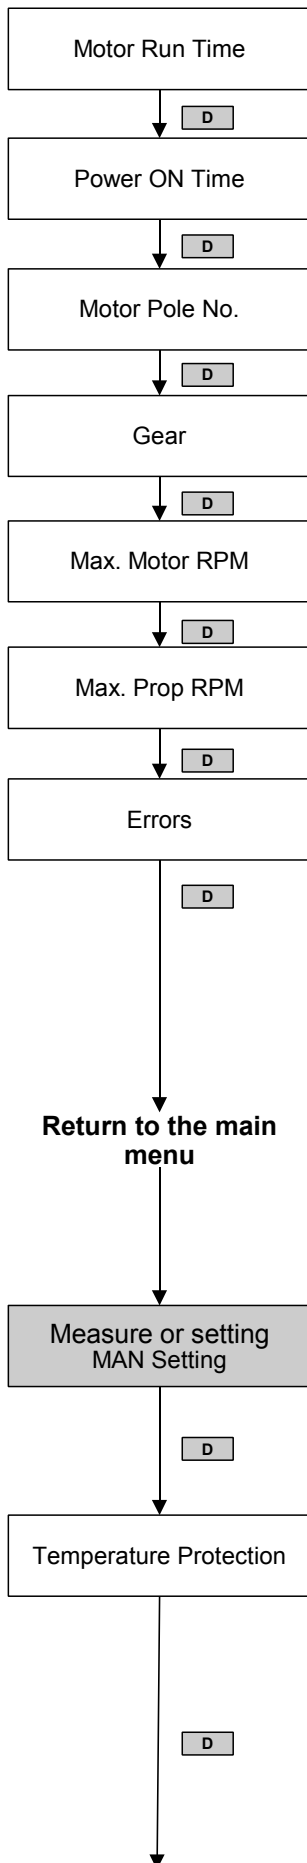 Motor Run Time
D
Power ON Time
D
Motor Pole No.
D
Gear
D
Max. Motor RPM
D
Max. Prop RPM
D
Errors
D
Return to the main
menu
Measure or setting
MAN Setting
D
Temperature Protection
D